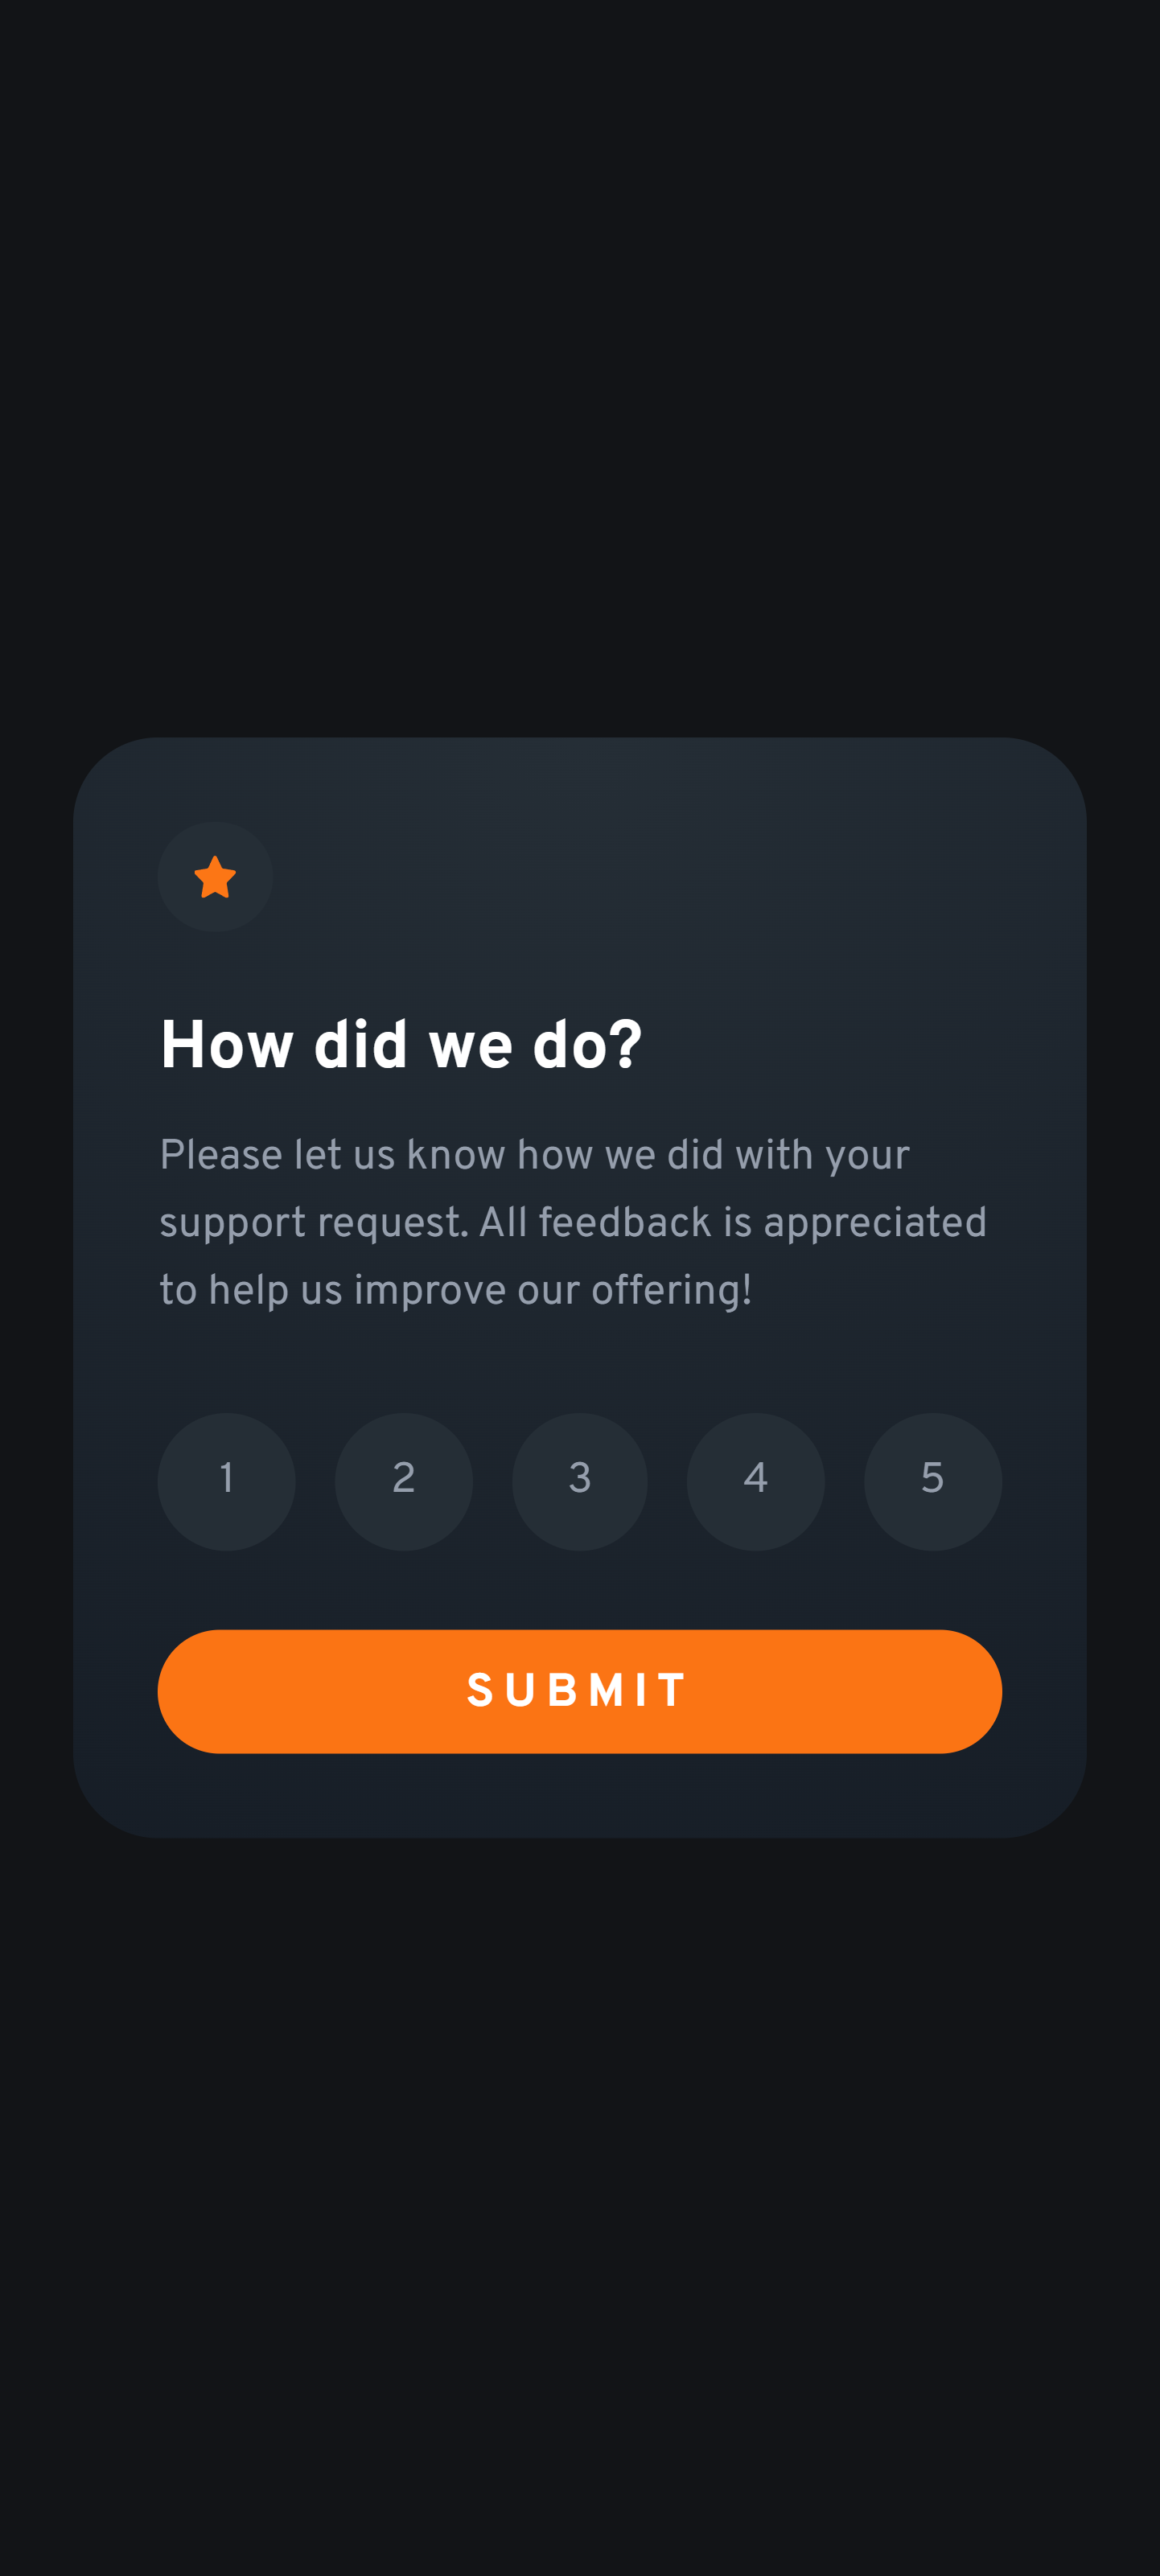 How did we do?
Please let us know how we did with your
support request. All feedback is appreciated
to help us improve our offering!
1 2 3 4 5
SUBMIT